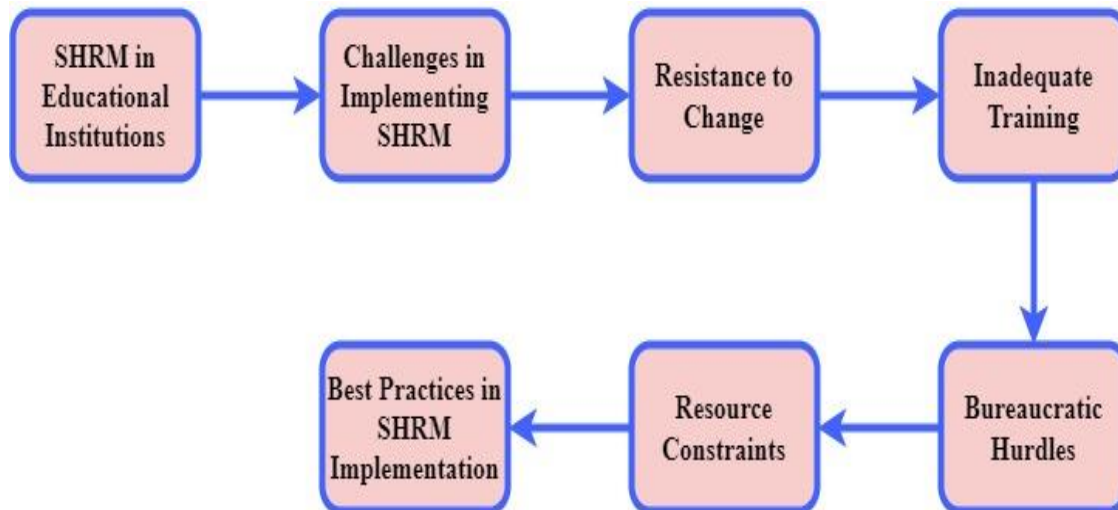 SHRM in
Educational
Institutions
Challenges in
Implementing
SHRM
Resistance to
Change
Inadequate
Training
Bureaucratic
Hurdles
Resource
Constraints
Best Practices in
SHRM
Implementation